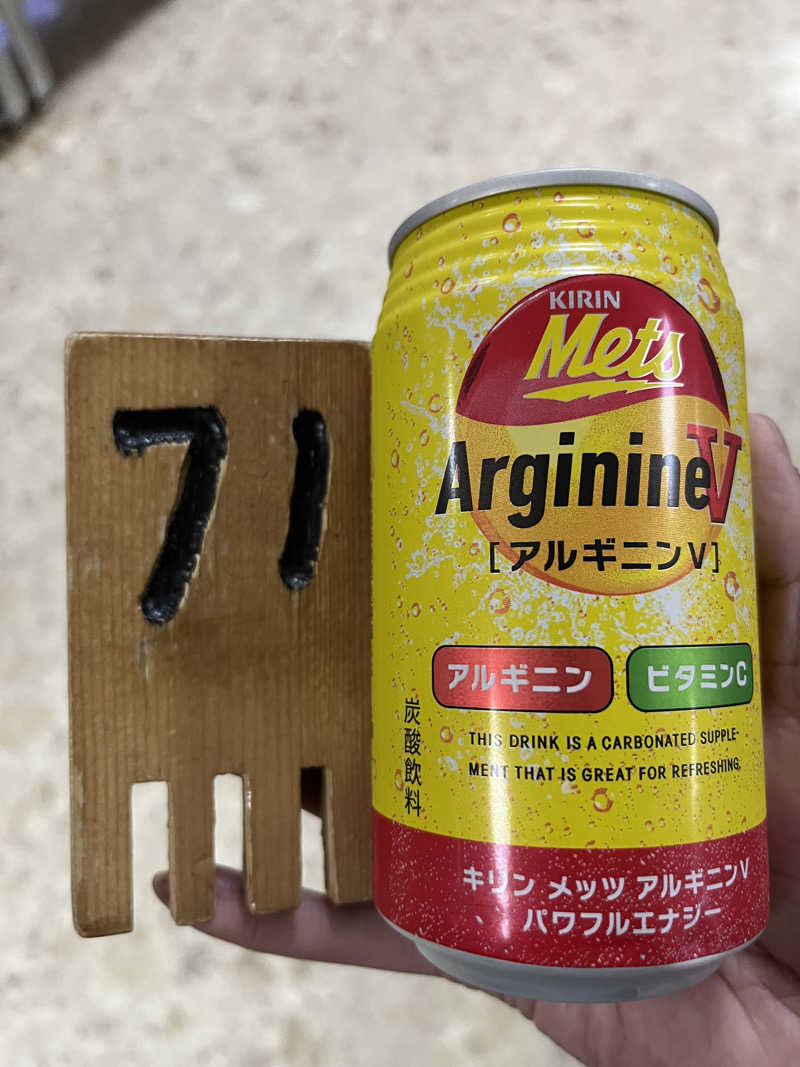 71
KIRIN
Mets
ArginineV
[アルギニンV]
アルギニン
ビタミンC
炭酸飲料
THIS DRINK IS A CARBONATED SUPPLE-
MENT THAT IS GREAT FOR REFRESHING.
キリン メッツ アルギニンV
パワフルエナジー